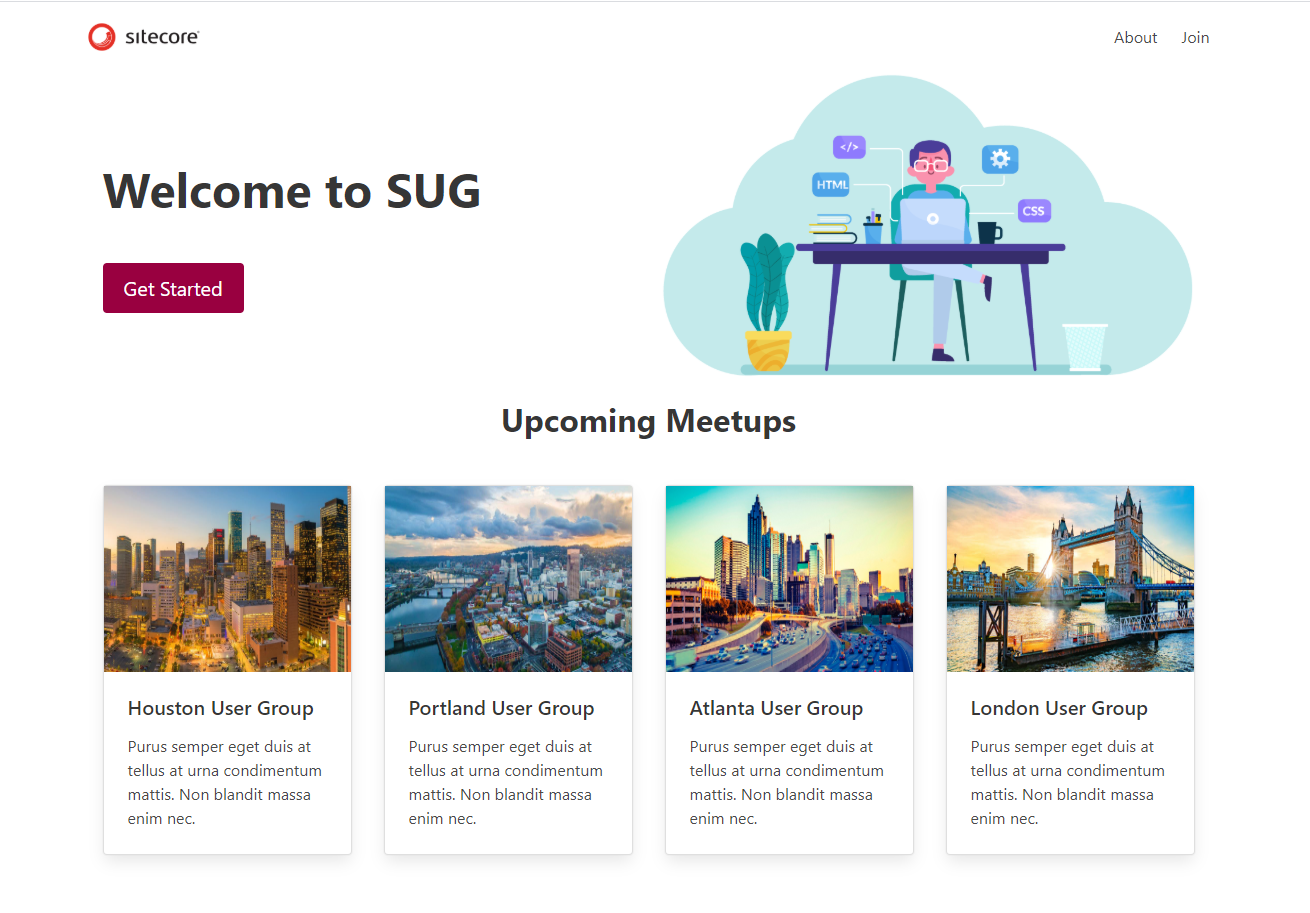 sitecore
About Join
</>
HTML
CSS
Welcome to SUG
Get Started
Upcoming Meetups
Houston User Group
Purus semper eget duis at
tellus at urna condimentum
mattis. Non blandit massa
enim nec.
Portland User Group
Purus semper eget duis at
tellus at urna condimentum
mattis. Non blandit massa
enim nec.
Atlanta User Group
Purus semper eget duis at
tellus at urna condimentum
mattis. Non blandit massa
enim nec.
London User Group
Purus semper eget duis at
tellus at urna condimentum
mattis. Non blandit massa
enim nec.